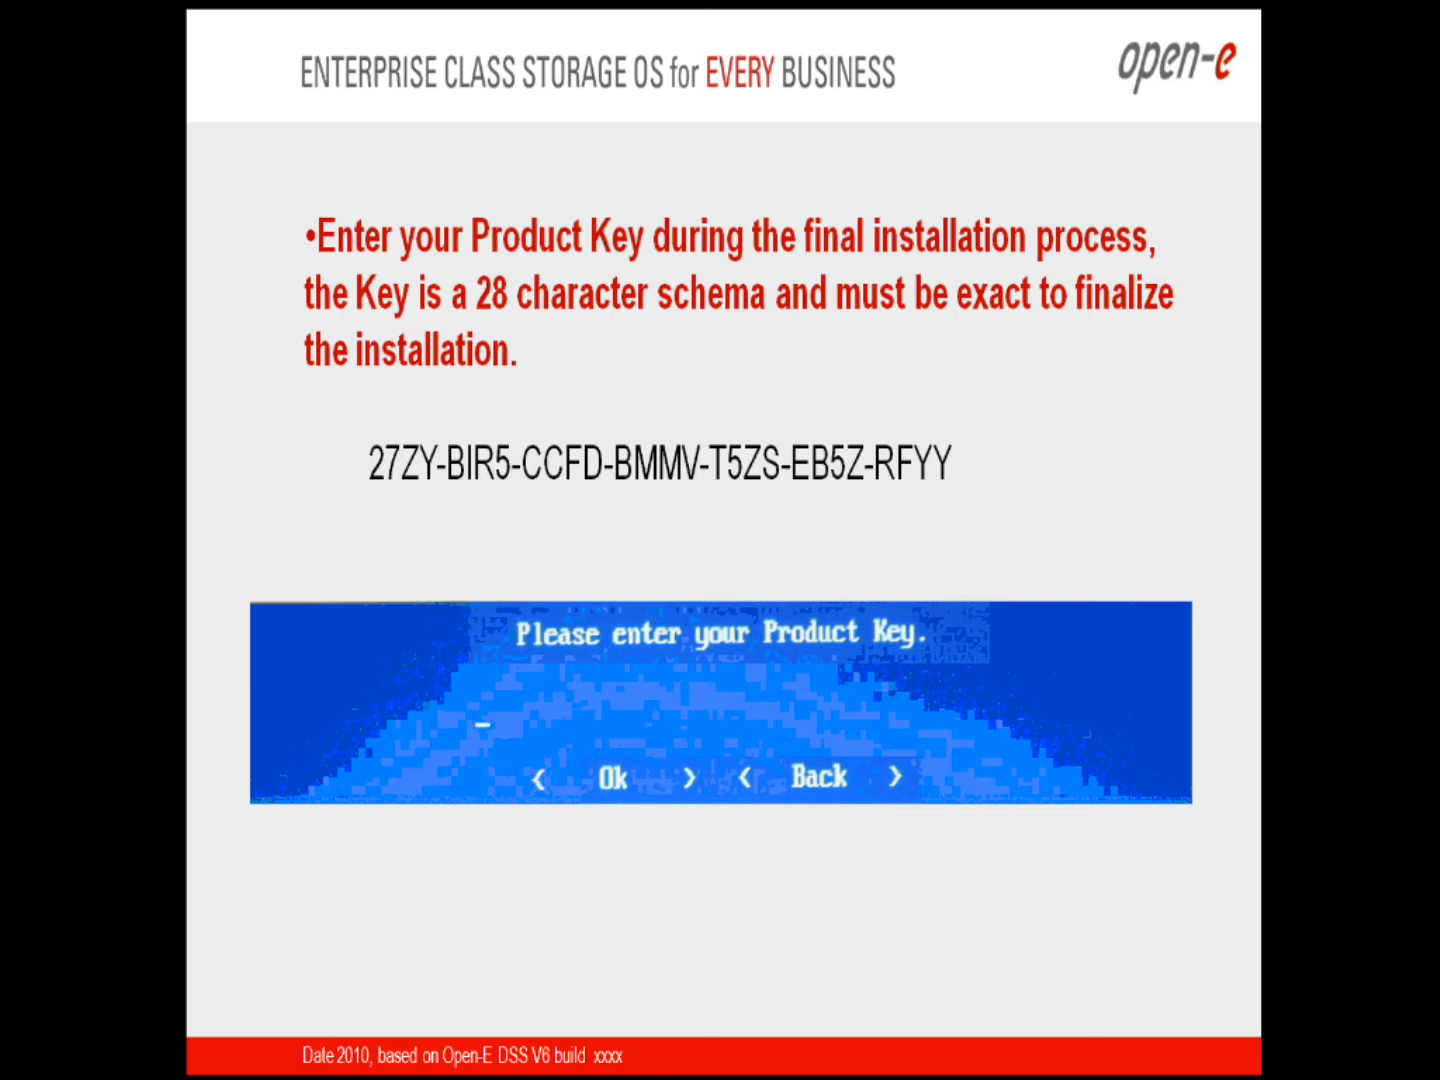 ENTERPRISE CLASS STORAGE OS for EVERY BUSINESS
open-e
•Enter your Product Key during the final installation process,
the Key is a 28 character schema and must be exact to finalize
the installation.
27ZY-BIR5-CCFD-BMMV-T5ZS-EB5Z-RFYY
Please enter your Product Key.
_
< Ok > < Back >
Date 2010, based on Open-E DSS V6 build xxxx